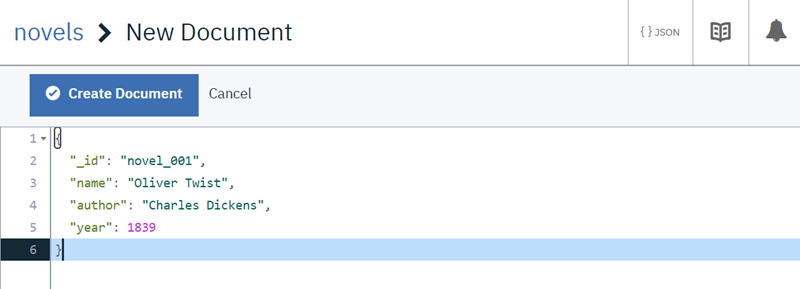 novels > New Document
{ } JSON
Create Document Cancel
1 {
2 "_id": "novel_001",
3 "name": "Oliver Twist",
4 "author": "Charles Dickens",
5 "year": 1839
6 }